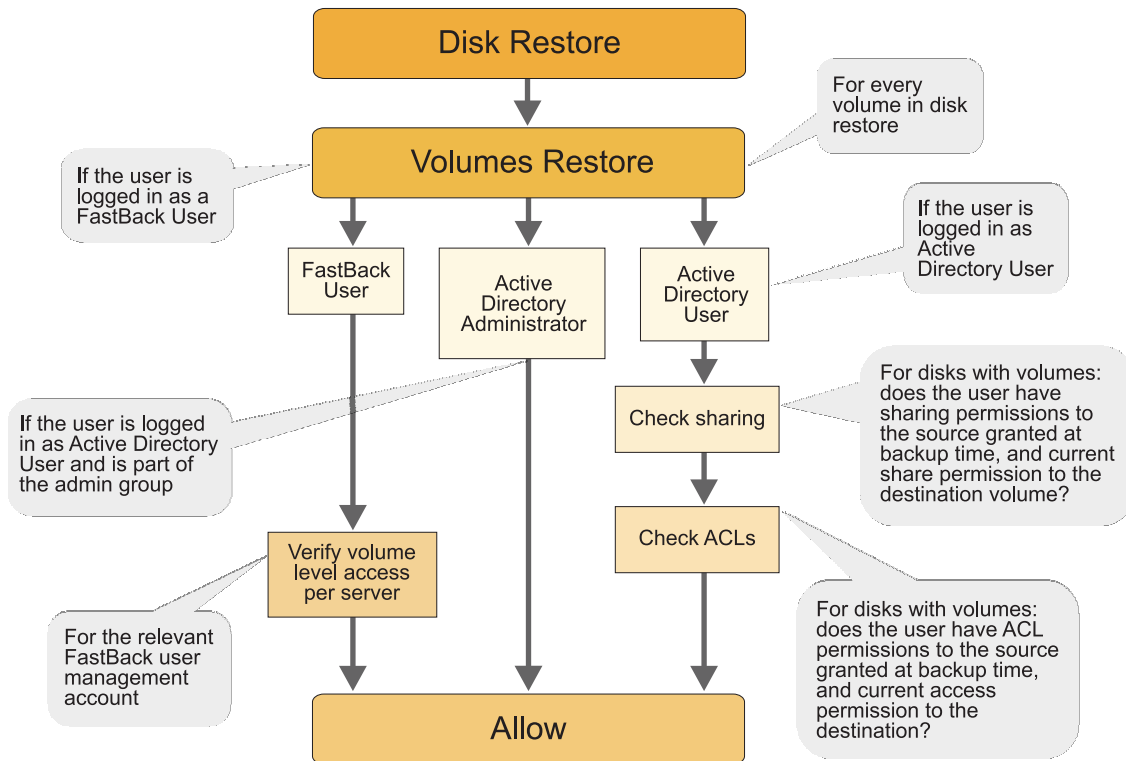 Disk Restore
For every
volume in disk
restore
Volumes Restore
If the user is
logged in as a
FastBack User
If the user is
logged in as
Active
Directory User
FastBack
User
Active
Directory
Administrator
Active
Directory
User
For disks with volumes:
does the user have
sharing permissions to
the source granted at
backup time, and current
share permission to the
destination volume?
Check sharing
If the user is logged
in as Active Directory
User and is part of
the admin group
Check ACLs
Verify volume
level access
per server
For disks with volumes:
does the user have ACL
permissions to the source
granted at backup time,
and current access
permission to the
destination?
For the relevant
FastBack user
management
account
Allow